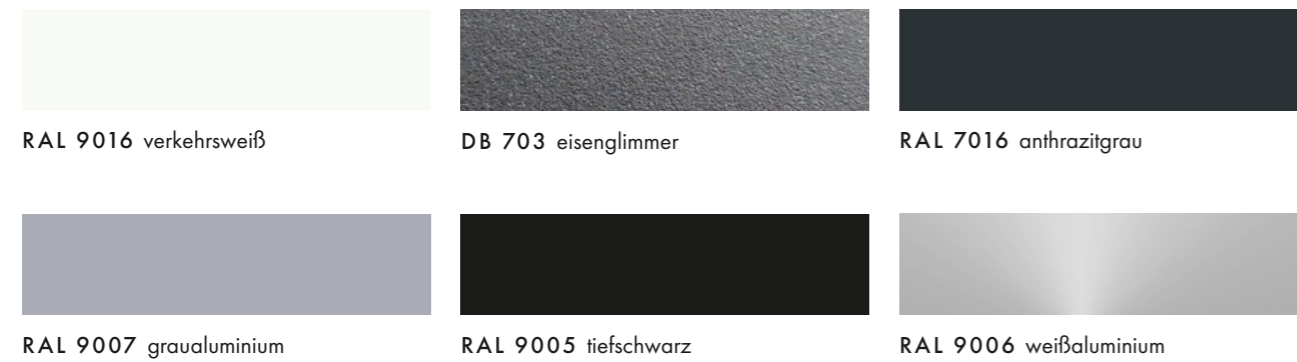 RAL 9016 verkehrsweiß
DB 703 eisenglimmer
RAL 7016 anthrazitgrau
RAL 9007 graualuminium
RAL 9005 tiefschwarz
RAL 9006 weißaluminium